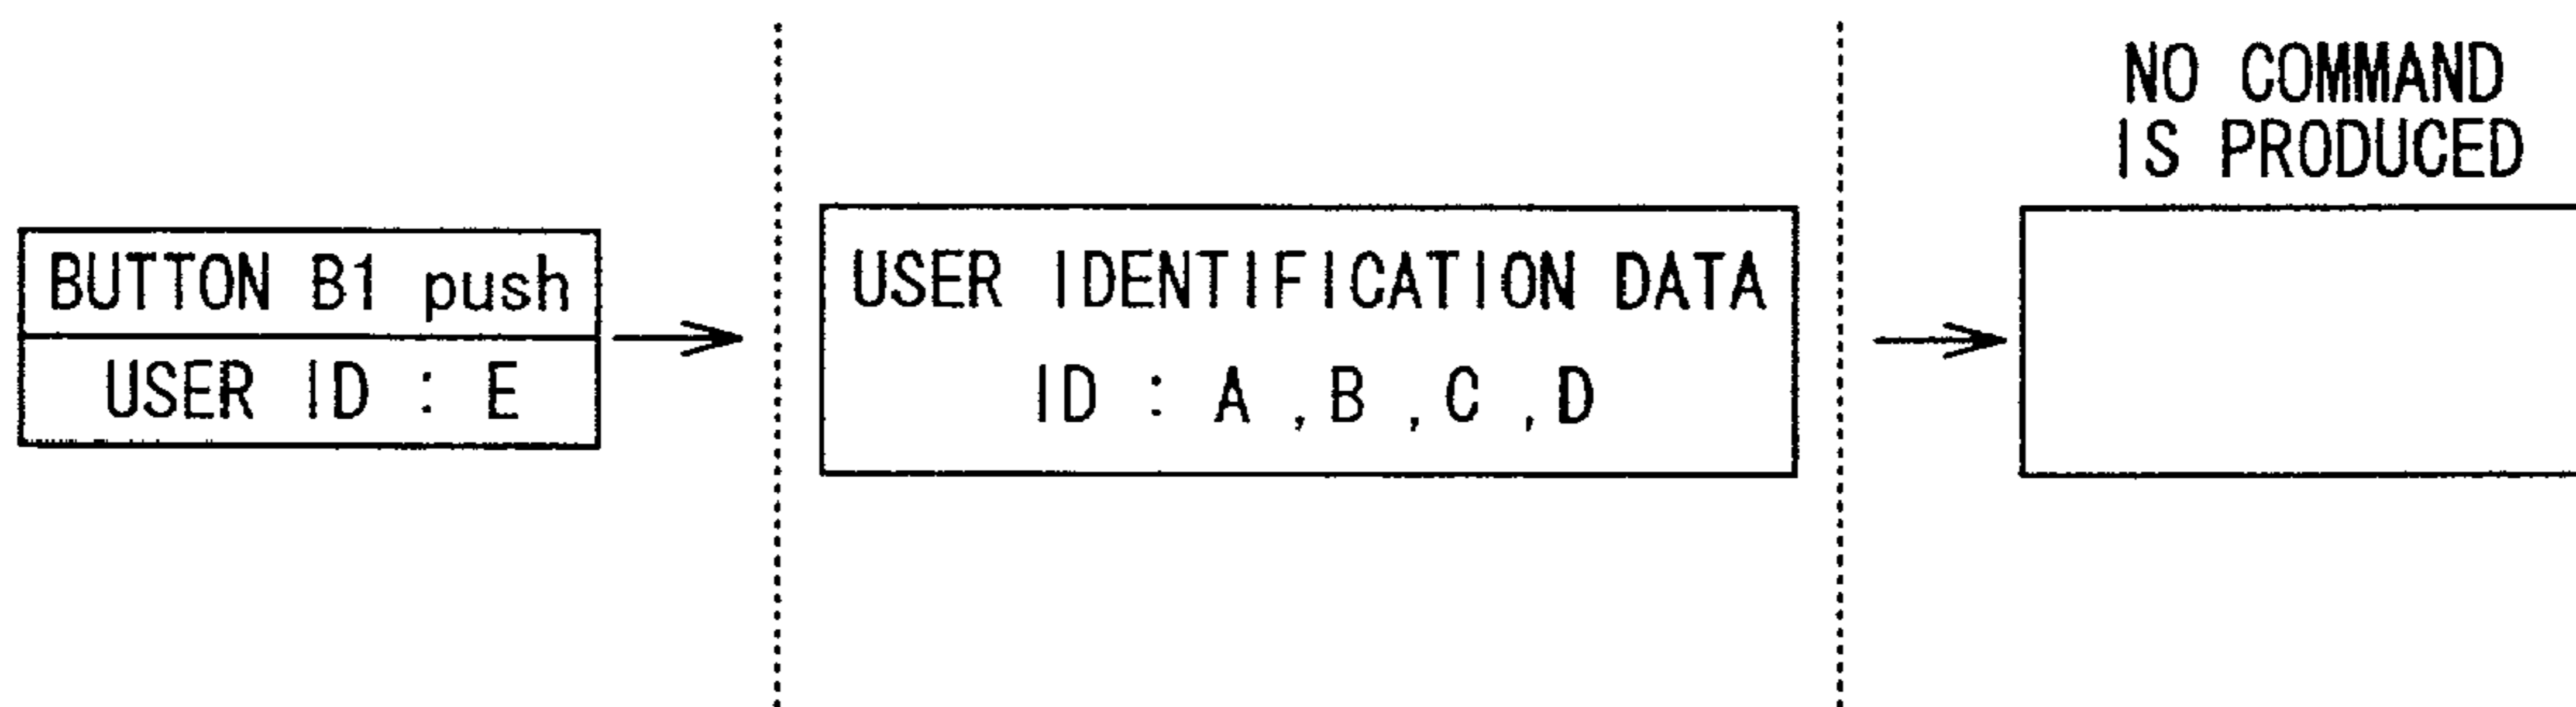 BUTTON B1 push
USER ID : E
USER IDENTIFICATION DATA
ID : A , B , C , D
NO COMMAND
IS PRODUCED